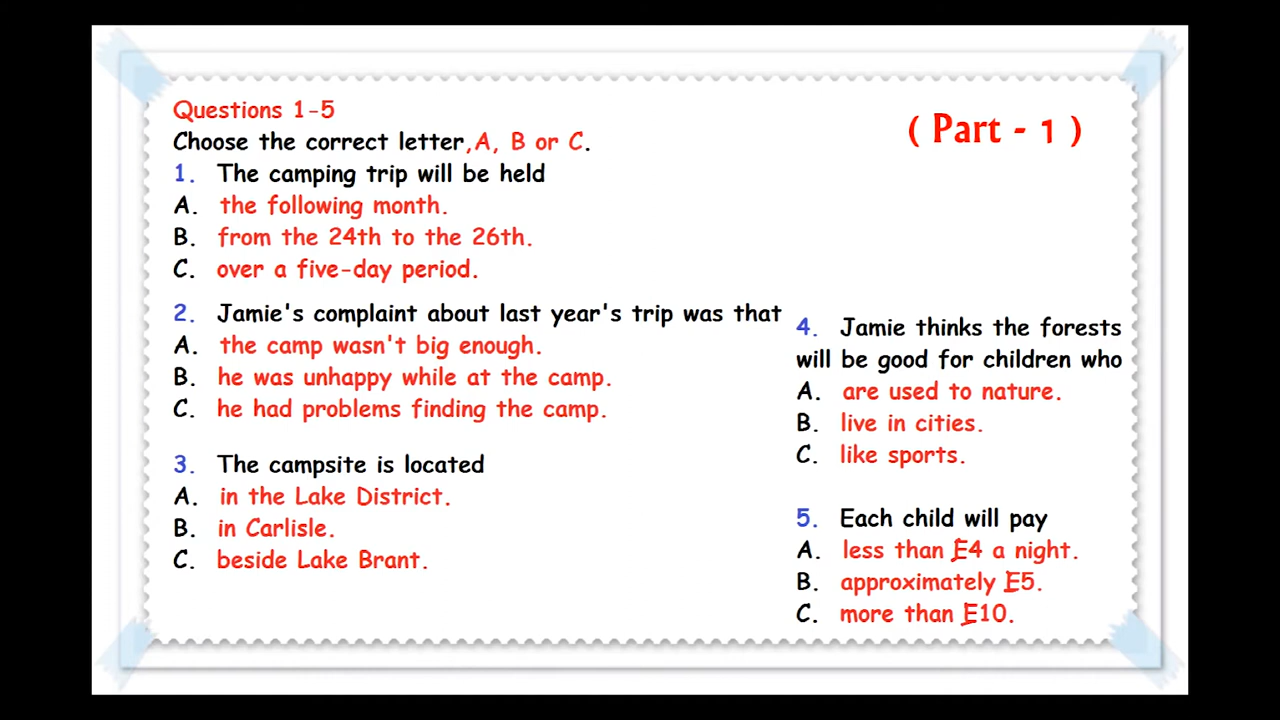 Questions 1-5
Choose the correct letter,A, B or C.
1. The camping trip will be held
A. the following month.
B. from the 24th to the 26th.
C. over a five-day period.
2. Jamie's complaint about last year's trip was that
A. the camp wasn't big enough.
B. he was unhappy while at the camp.
C. he had problems finding the camp.
3. The campsite is located
A. in the Lake District.
B. in Carlisle.
C. beside Lake Brant.
( Part - 1 )
4. Jamie thinks the forests
will be good for children who
A. are used to nature.
B. live in cities.
C. like sports.
5. Each child will pay
A. less than £4 a night.
B. approximately £5.
C. more than £10.